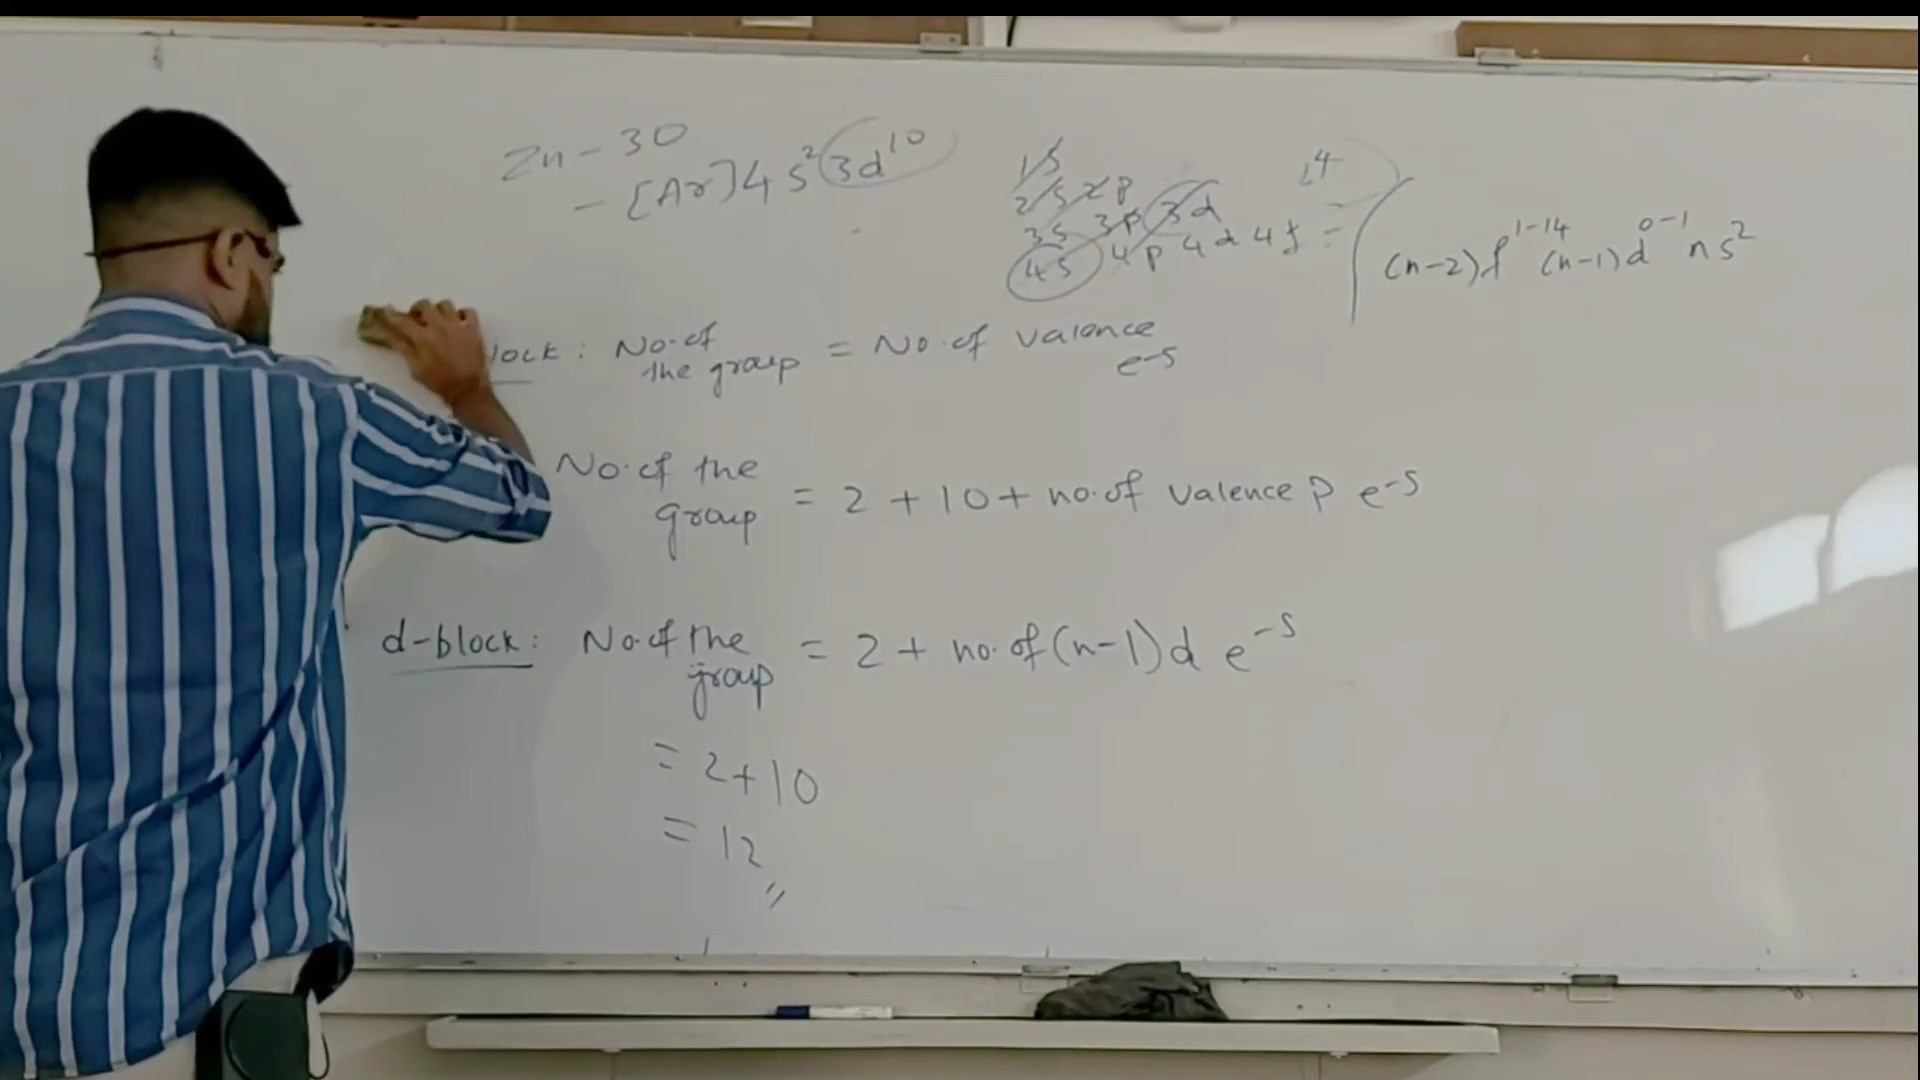 Zn - 30
- [Ar] 4s² 3d¹⁰
1s
2s 2p
3s 3p 3d
4s 4p 4d 4f
14
(n-2)f¹⁻¹⁴ (n-1)d⁰⁻¹ ns²
lock : No. of the group = No. of valence e-s
No. of the group = 2 + 10 + no. of valence p e-s
d-block : No. of the group = 2 + no. of (n-1) d e-s
= 2 + 10
= 12 "